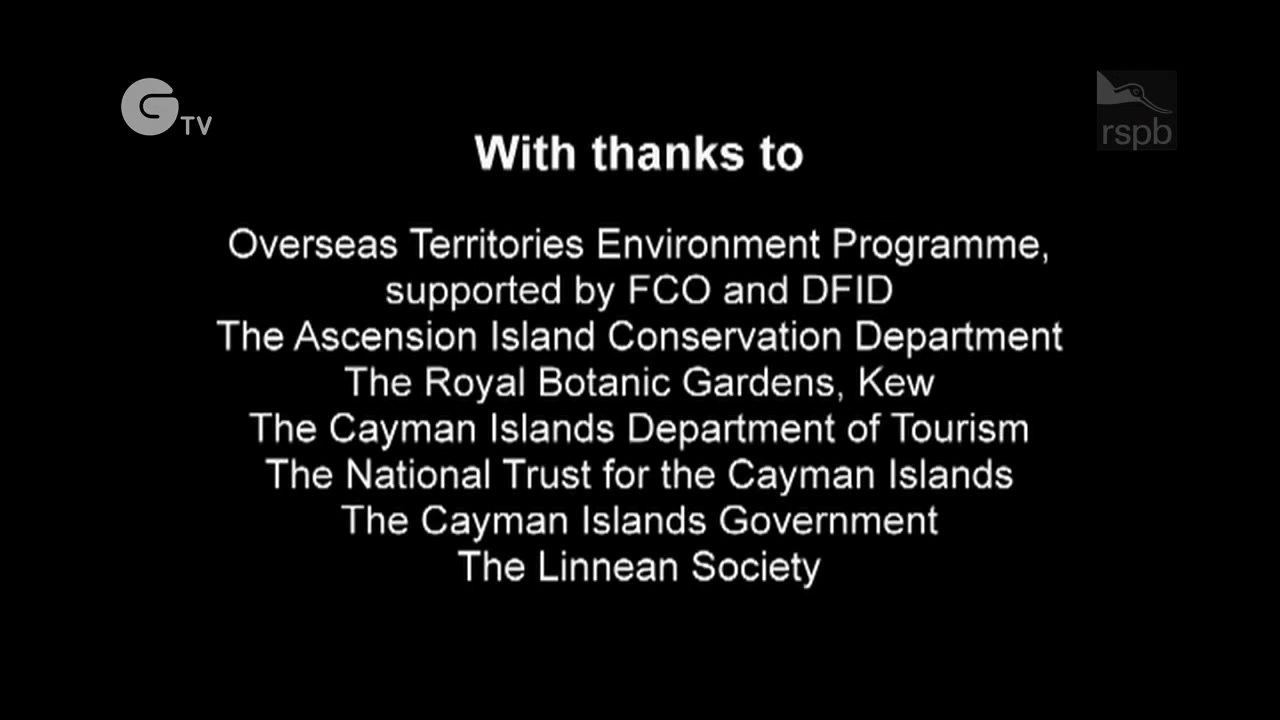 G TV
rspb
With thanks to
Overseas Territories Environment Programme,
supported by FCO and DFID
The Ascension Island Conservation Department
The Royal Botanic Gardens, Kew
The Cayman Islands Department of Tourism
The National Trust for the Cayman Islands
The Cayman Islands Government
The Linnean Society